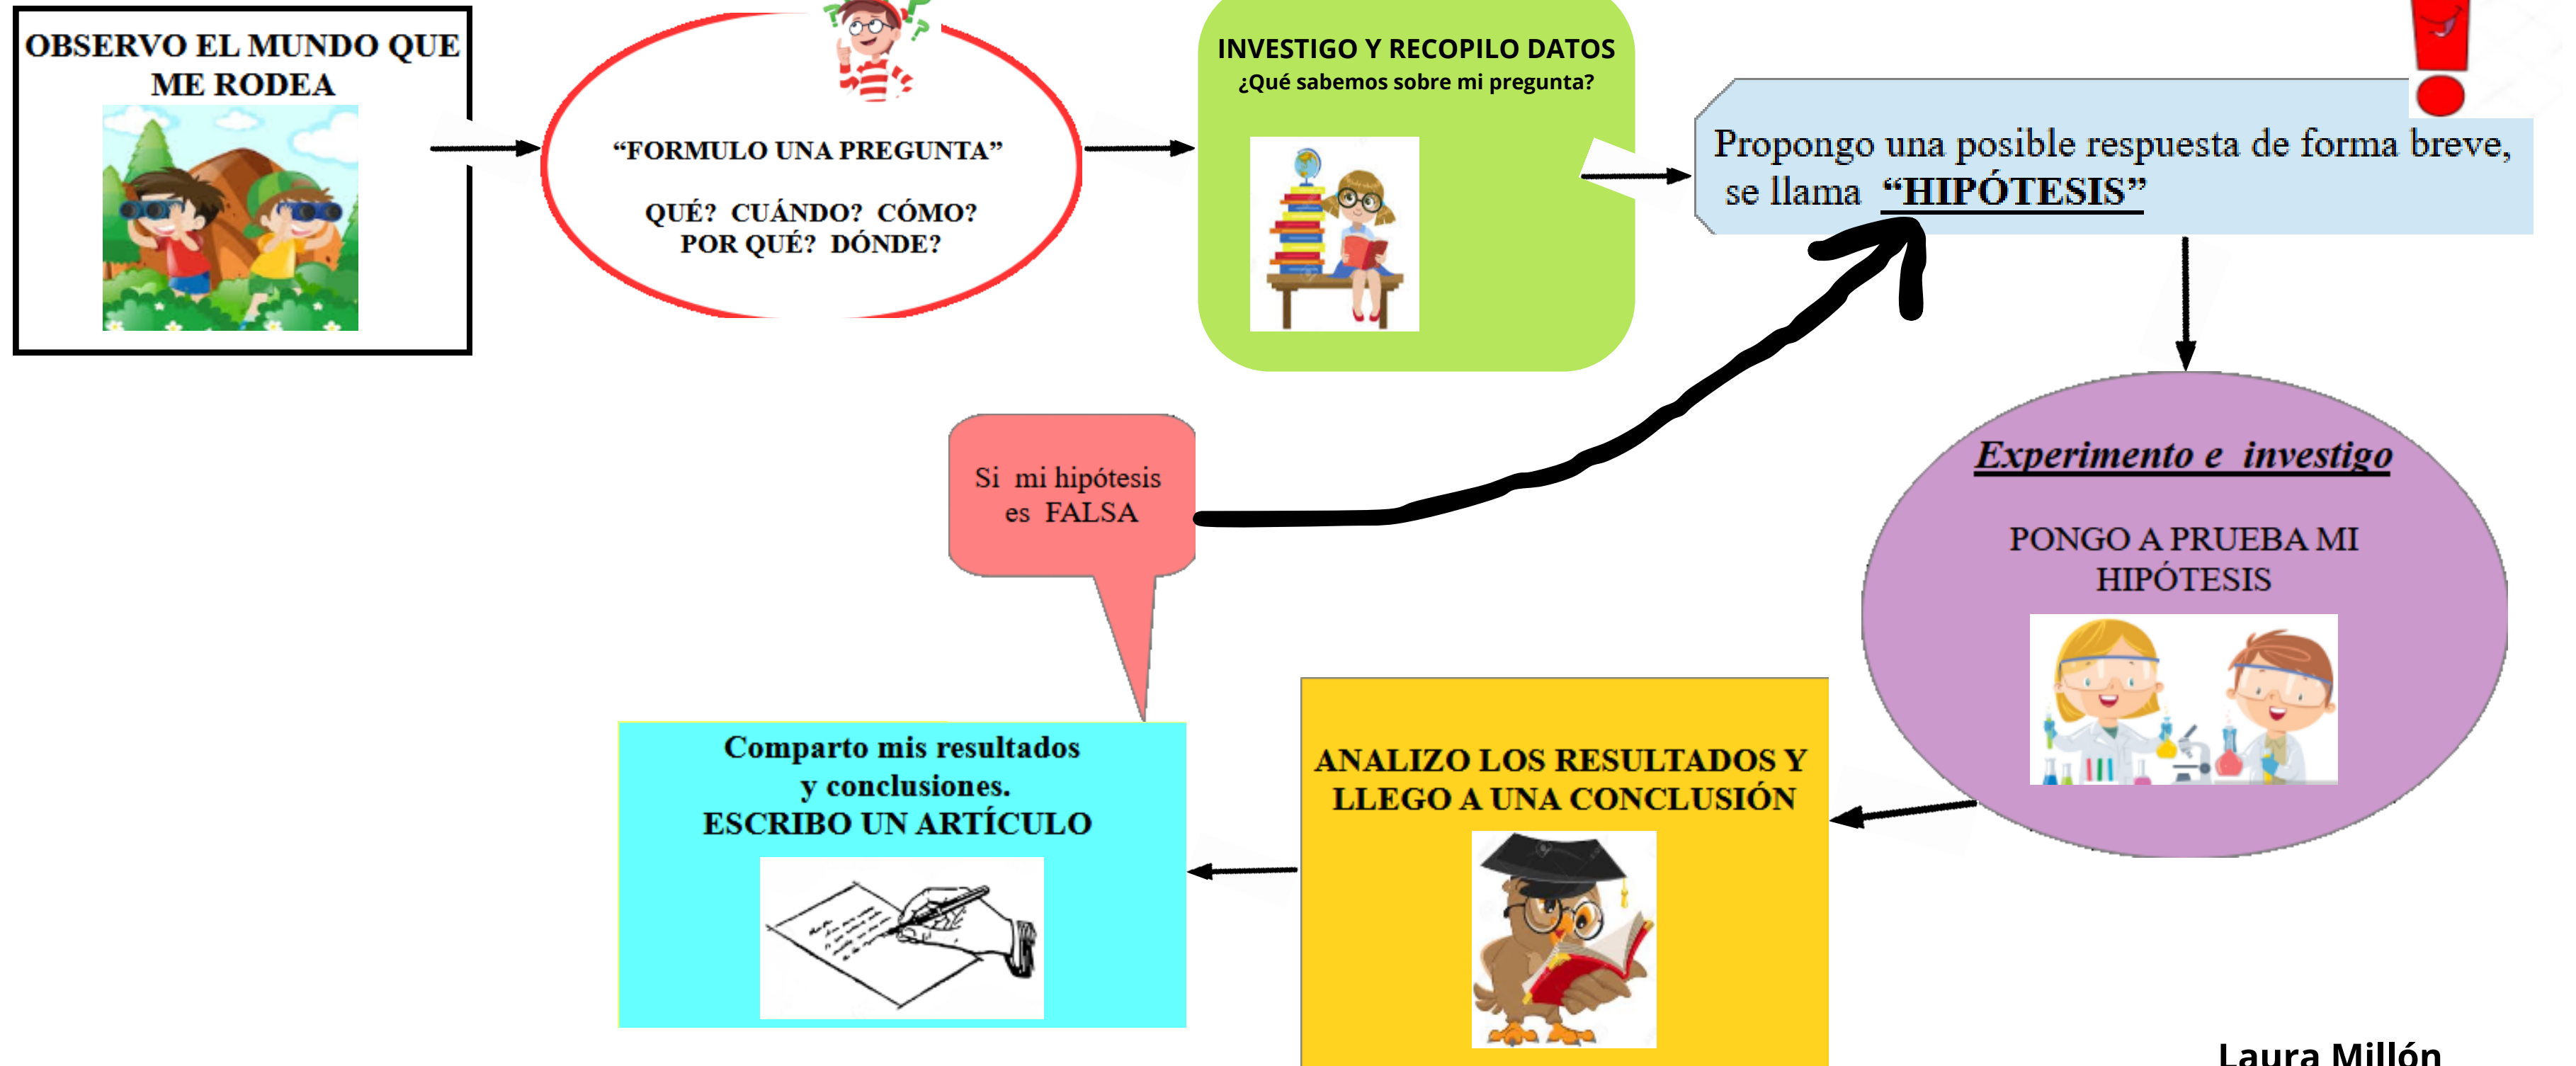 OBSERVO EL MUNDO QUE
ME RODEA
“FORMULO UNA PREGUNTA”
QUÉ? CUÁNDO? CÓMO?
POR QUÉ? DÓNDE?
INVESTIGO Y RECOPILO DATOS
¿Qué sabemos sobre mi pregunta?
Propongo una posible respuesta de forma breve,
se llama “HIPÓTESIS”
Experimento e investigo
PONGO A PRUEBA MI
HIPÓTESIS
Si mi hipótesis
es FALSA
ANALIZO LOS RESULTADOS Y
LLEGO A UNA CONCLUSIÓN
Comparto mis resultados
y conclusiones.
ESCRIBO UN ARTÍCULO
Laura Millón